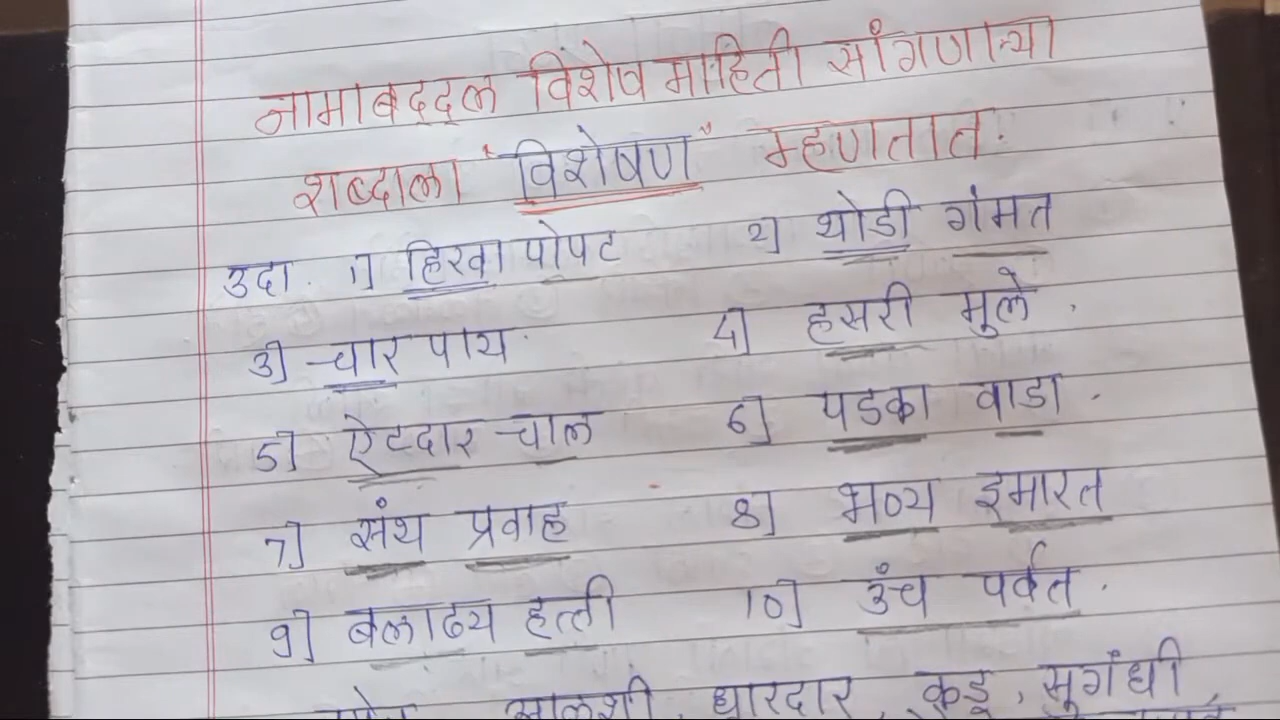 नामाबद्दल विशेष माहिती सांगणाऱ्या
शब्दाला "विशेषण" म्हणतात.
उदा. 1] हिरवा पोपट 2] थोडी गंमत
3] चार पाय. 4] हसरी मुले.
5] ऐटदार चाल 6] पडका वाडा.
7] संथ प्रवाह 8] भव्य इमारत
9] बलाढ्य हत्ती 10] उंच पर्वत.
आळशी, धारदार, कडू, सुगंधी,